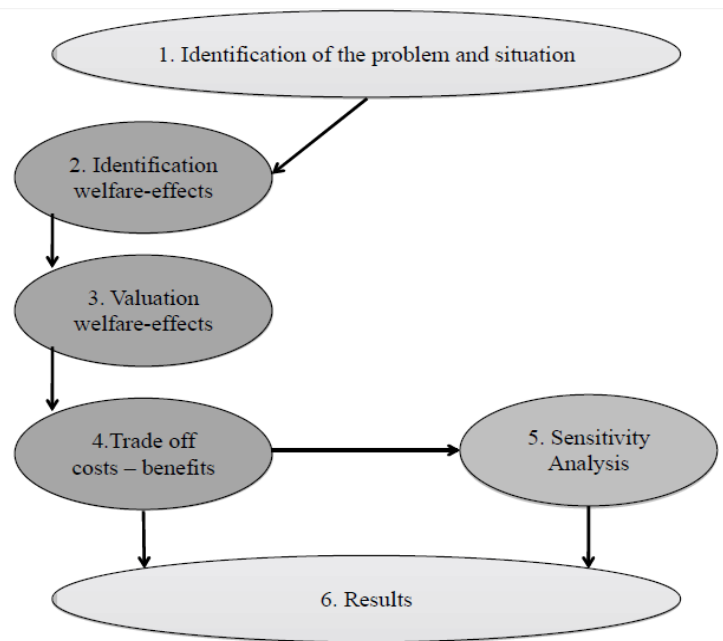 1. Identification of the problem and situation
2. Identification
welfare-effects
3. Valuation
welfare-effects
4.Trade off
costs – benefits
5. Sensitivity
Analysis
6. Results